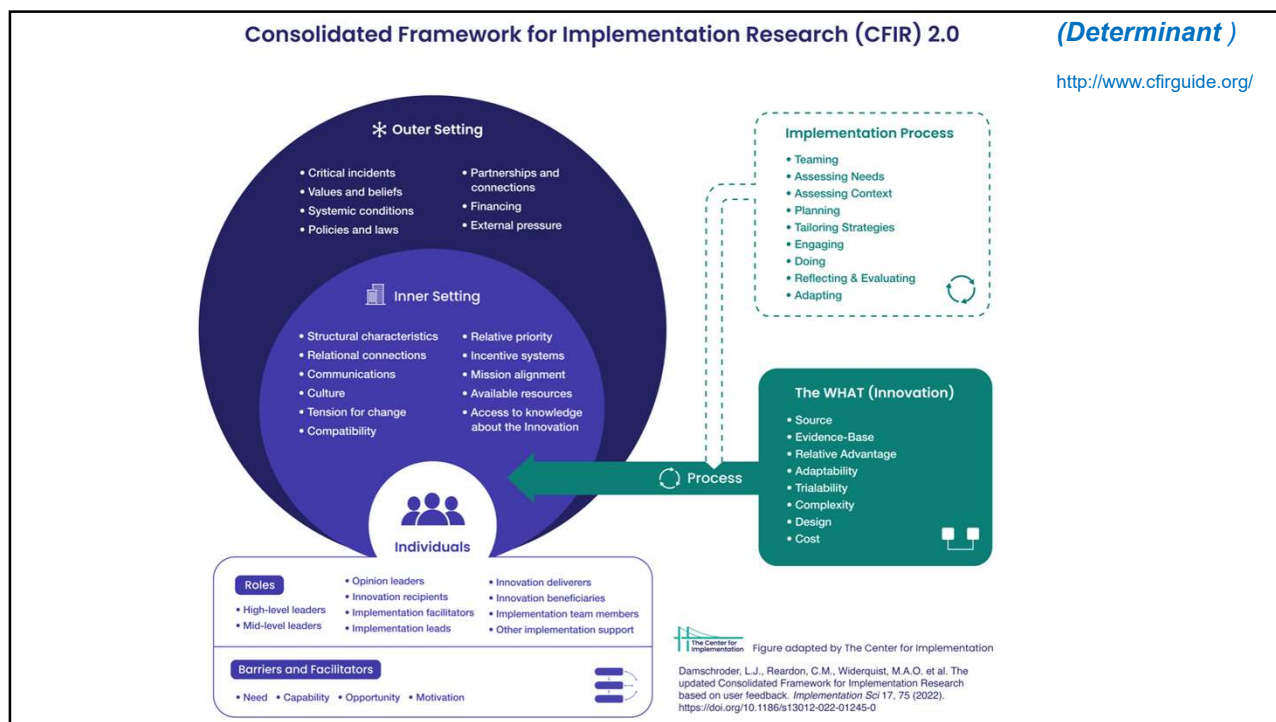 Consolidated Framework for Implementation Research (CFIR) 2.0
(Determinant )
http://www.cfirguide.org/
Outer Setting
• Critical incidents
• Values and beliefs
• Systemic conditions
• Policies and laws
• Partnerships and
connections
• Financing
• External pressure
Inner Setting
• Structural characteristics
• Relational connections
• Communications
• Culture
• Tension for change
• Compatibility
• Relative priority
• Incentive systems
• Mission alignment
• Available resources
• Access to knowledge
about the Innovation
Individuals
Roles
• High-level leaders
• Mid-level leaders
• Opinion leaders
• Innovation recipients
• Implementation facilitators
• Implementation leads
• Innovation deliverers
• Innovation beneficiaries
• Implementation team members
• Other implementation support
Barriers and Facilitators
• Need • Capability • Opportunity • Motivation
Implementation Process
• Teaming
• Assessing Needs
• Assessing Context
• Planning
• Tailoring Strategies
• Engaging
• Doing
• Reflecting & Evaluating
• Adapting
Process
The WHAT (Innovation)
• Source
• Evidence-Base
• Relative Advantage
• Adaptability
• Trialability
• Complexity
• Design
• Cost
The Center for
Implementation
Figure adapted by The Center for Implementation
Damschroder, L.J., Reardon, C.M., Widerquist, M.A.O. et al. The
updated Consolidated Framework for Implementation Research
based on user feedback. Implementation Sci 17, 75 (2022).
https://doi.org/10.1186/s13012-022-01245-0